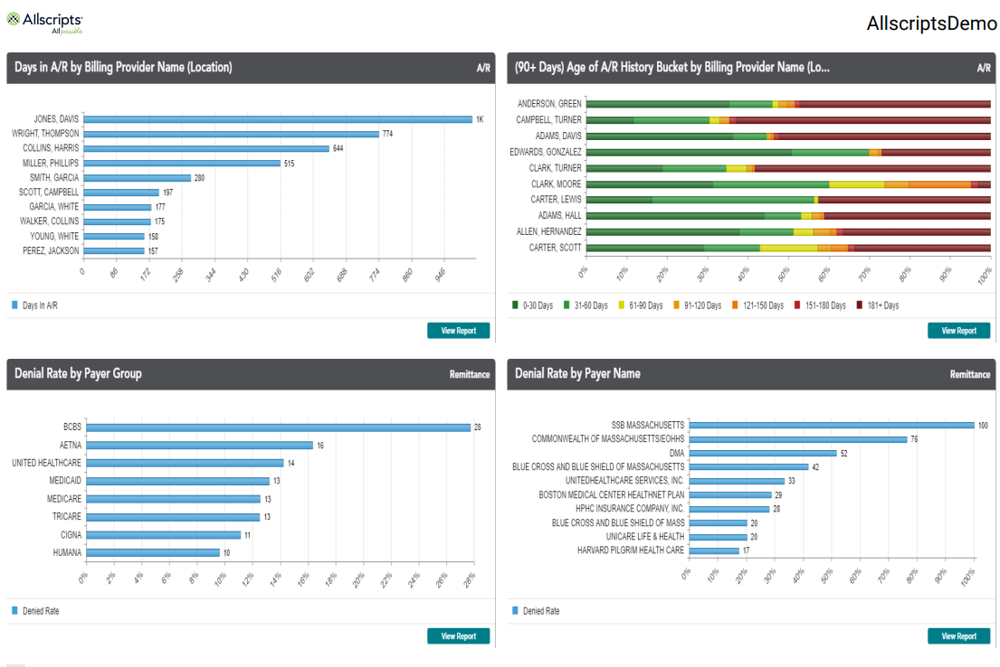 Allscripts
All possible
AllscriptsDemo
Days in A/R by Billing Provider Name (Location) A/R
JONES, DAVIS 1K
WRIGHT, THOMPSON 774
COLLINS, HARRIS 644
MILLER, PHILLIPS 515
SMITH, GARCIA 280
SCOTT, CAMPBELL 197
GARCIA, WHITE 177
WALKER, COLLINS 175
YOUNG, WHITE 158
PEREZ, JACKSON 157
0 86 172 258 344 430 516 602 688 774 860 946
Days In A/R
View Report
(90+ Days) Age of A/R History Bucket by Billing Provider Name (Lo... A/R
ANDERSON, GREEN
CAMPBELL, TURNER
ADAMS, DAVIS
EDWARDS, GONZALEZ
CLARK, TURNER
CLARK, MOORE
CARTER, LEWIS
ADAMS, HALL
ALLEN, HERNANDEZ
CARTER, SCOTT
0% 10% 20% 30% 40% 50% 60% 70% 80% 90% 100%
0-30 Days 31-60 Days 61-90 Days 91-120 Days 121-150 Days 151-180 Days 181+ Days
View Report
Denial Rate by Payer Group Remittance
BCBS 28
AETNA 16
UNITED HEALTHCARE 14
MEDICAID 13
MEDICARE 13
TRICARE 13
CIGNA 11
HUMANA 10
0% 2% 4% 6% 8% 10% 12% 14% 16% 18% 20% 22% 24% 26% 28%
Denied Rate
View Report
Denial Rate by Payer Name Remittance
SSB MASSACHUSETTS 100
COMMONWEALTH OF MASSACHUSETTS/EOHHS 76
DMA 52
BLUE CROSS AND BLUE SHIELD OF MASSACHUSETTS 42
UNITEDHEALTHCARE SERVICES, INC. 33
BOSTON MEDICAL CENTER HEALTHNET PLAN 29
HPHC INSURANCE COMPANY, INC. 28
BLUE CROSS AND BLUE SHIELD OF MASS 20
UNICARE LIFE & HEALTH 20
HARVARD PILGRIM HEALTH CARE 17
0% 10% 20% 30% 40% 50% 60% 70% 80% 90% 100%
Denied Rate
View Report